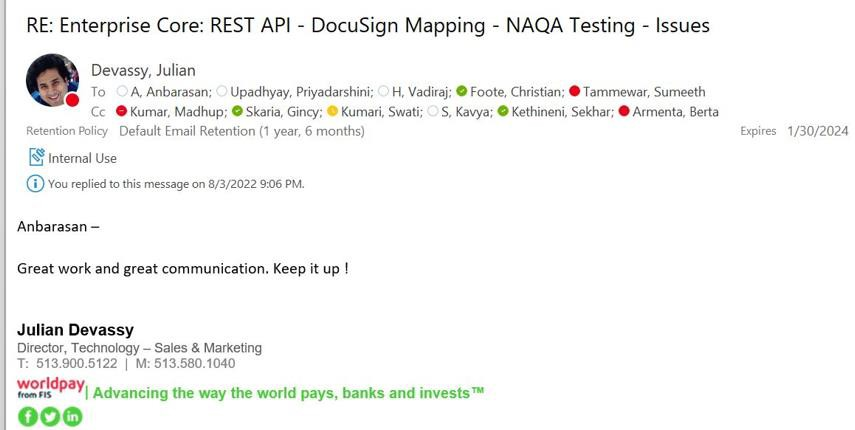 RE: Enterprise Core: REST API - DocuSign Mapping - NAQA Testing - Issues
Devassy, Julian
To A, Anbarasan; Upadhyay, Priyadarshini; H, Vadiraj; Foote, Christian; Tammewar, Sumeeth
Cc Kumar, Madhup; Skaria, Gincy; Kumari, Swati; S, Kavya; Kethineni, Sekhar; Armenta, Berta
Retention Policy Default Email Retention (1 year, 6 months) Expires 1/30/2024
Internal Use
You replied to this message on 8/3/2022 9:06 PM.
Anbarasan –
Great work and great communication. Keep it up !
Julian Devassy
Director, Technology – Sales & Marketing
T: 513.900.5122 | M: 513.580.1040
worldpay
from FIS | Advancing the way the world pays, banks and invests™